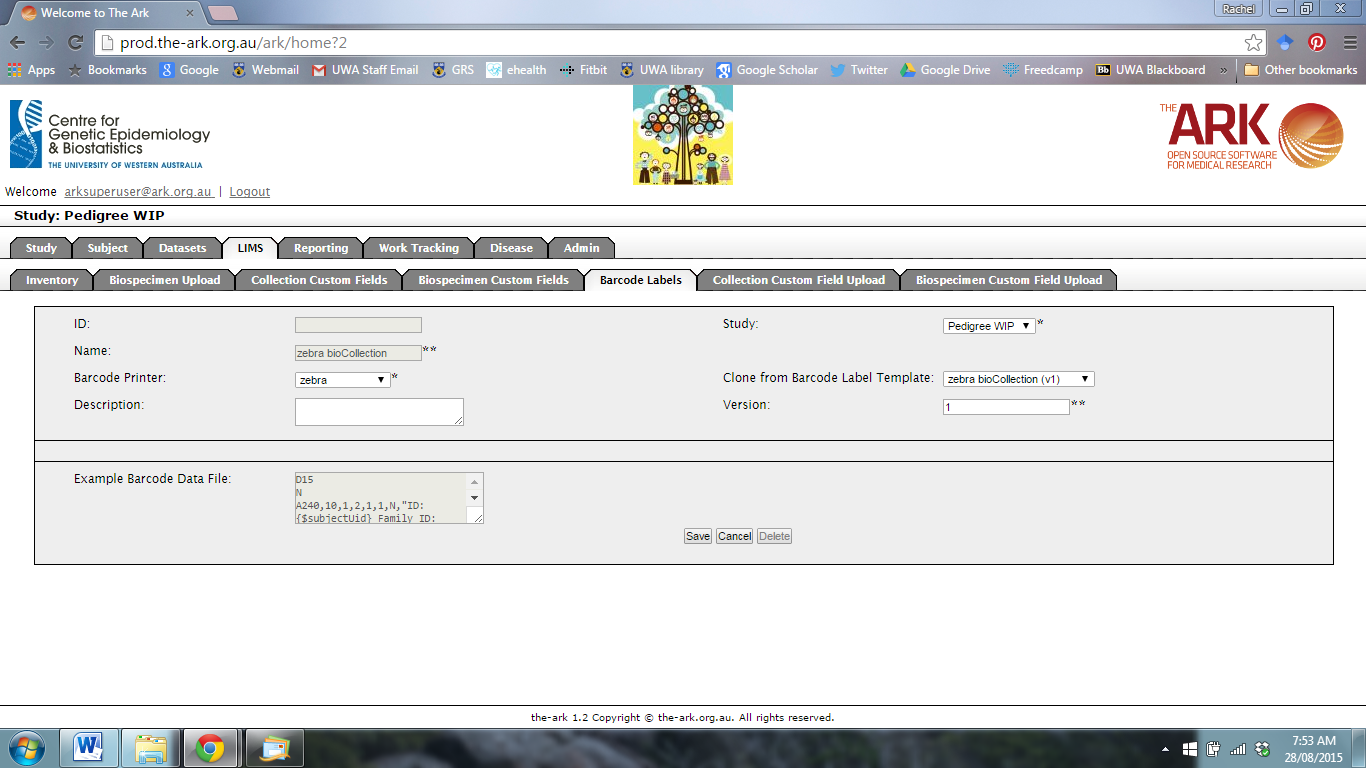 Welcome to The Ark
Rachel
prod.the-ark.org.au/ark/home?2
Apps Bookmarks Google Webmail UWA Staff Email GRS ehealth Fitbit UWA library Google Scholar Twitter Google Drive Freedcamp Bb UWA Blackboard » Other bookmarks
Centre for
Genetic Epidemiology
& Biostatistics
THE UNIVERSITY OF WESTERN AUSTRALIA
THE ARK
OPEN SOURCE SOFTWARE
FOR MEDICAL RESEARCH
Welcome arksuperuser@ark.org.au | Logout
Study: Pedigree WIP
Study Subject Datasets LIMS Reporting Work Tracking Disease Admin
Inventory Biospecimen Upload Collection Custom Fields Biospecimen Custom Fields Barcode Labels Collection Custom Field Upload Biospecimen Custom Field Upload
ID: Study: Pedigree WIP *
Name: zebra bioCollection **
Barcode Printer: zebra * Clone from Barcode Label Template: zebra bioCollection (v1)
Description: Version: 1 **
Example Barcode Data File: D15
N
A240,10,1,2,1,1,N,"ID:
{$subjectUid} Family ID:
Save Cancel Delete
the-ark 1.2 Copyright © the-ark.org.au. All rights reserved.
7:53 AM
28/08/2015